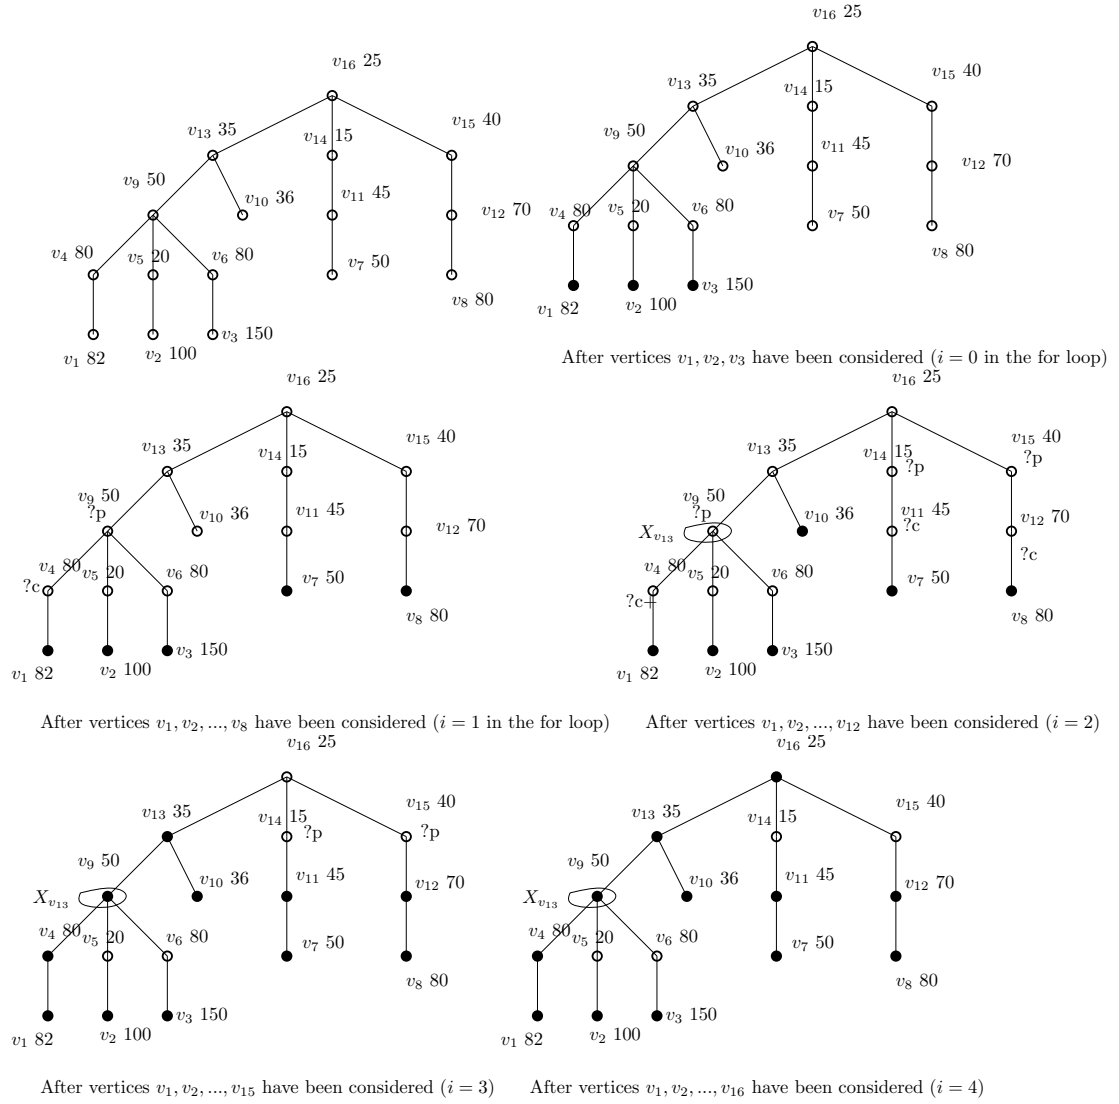 v16 25
v13 35
v14 15
v15 40
v9 50
v10 36
v11 45
v12 70
v4 80
v5 20
v6 80
v7 50
v8 80
v1 82
v2 100
v3 150
v16 25
v13 35
v14 15
v15 40
v9 50
v10 36
v11 45
v12 70
v4 80
v5 20
v6 80
v7 50
v8 80
v1 82
v2 100
v3 150
After vertices v1, v2, v3 have been considered (i = 0 in the for loop)
v16 25
v13 35
v14 15
v15 40
v9 50
?p
v10 36
v11 45
v12 70
v4 80
?c
v5 20
v6 80
v7 50
v8 80
v1 82
v2 100
v3 150
After vertices v1, v2, ..., v8 have been considered (i = 1 in the for loop)
v16 25
v13 35
v14 15
?p
v15 40
?p
v9 50
?p
Xv13
v10 36
v11 45
?c
v12 70
?c
v4 80
?c+
v5 20
v6 80
v7 50
v8 80
v1 82
v2 100
v3 150
After vertices v1, v2, ..., v12 have been considered (i = 2)
v16 25
v13 35
v14 15
?p
v15 40
?p
v9 50
Xv13
v10 36
v11 45
v12 70
v4 80
v5 20
v6 80
v7 50
v8 80
v1 82
v2 100
v3 150
After vertices v1, v2, ..., v15 have been considered (i = 3)
v16 25
v13 35
v14 15
v15 40
v9 50
Xv13
v10 36
v11 45
v12 70
v4 80
v5 20
v6 80
v7 50
v8 80
v1 82
v2 100
v3 150
After vertices v1, v2, ..., v16 have been considered (i = 4)